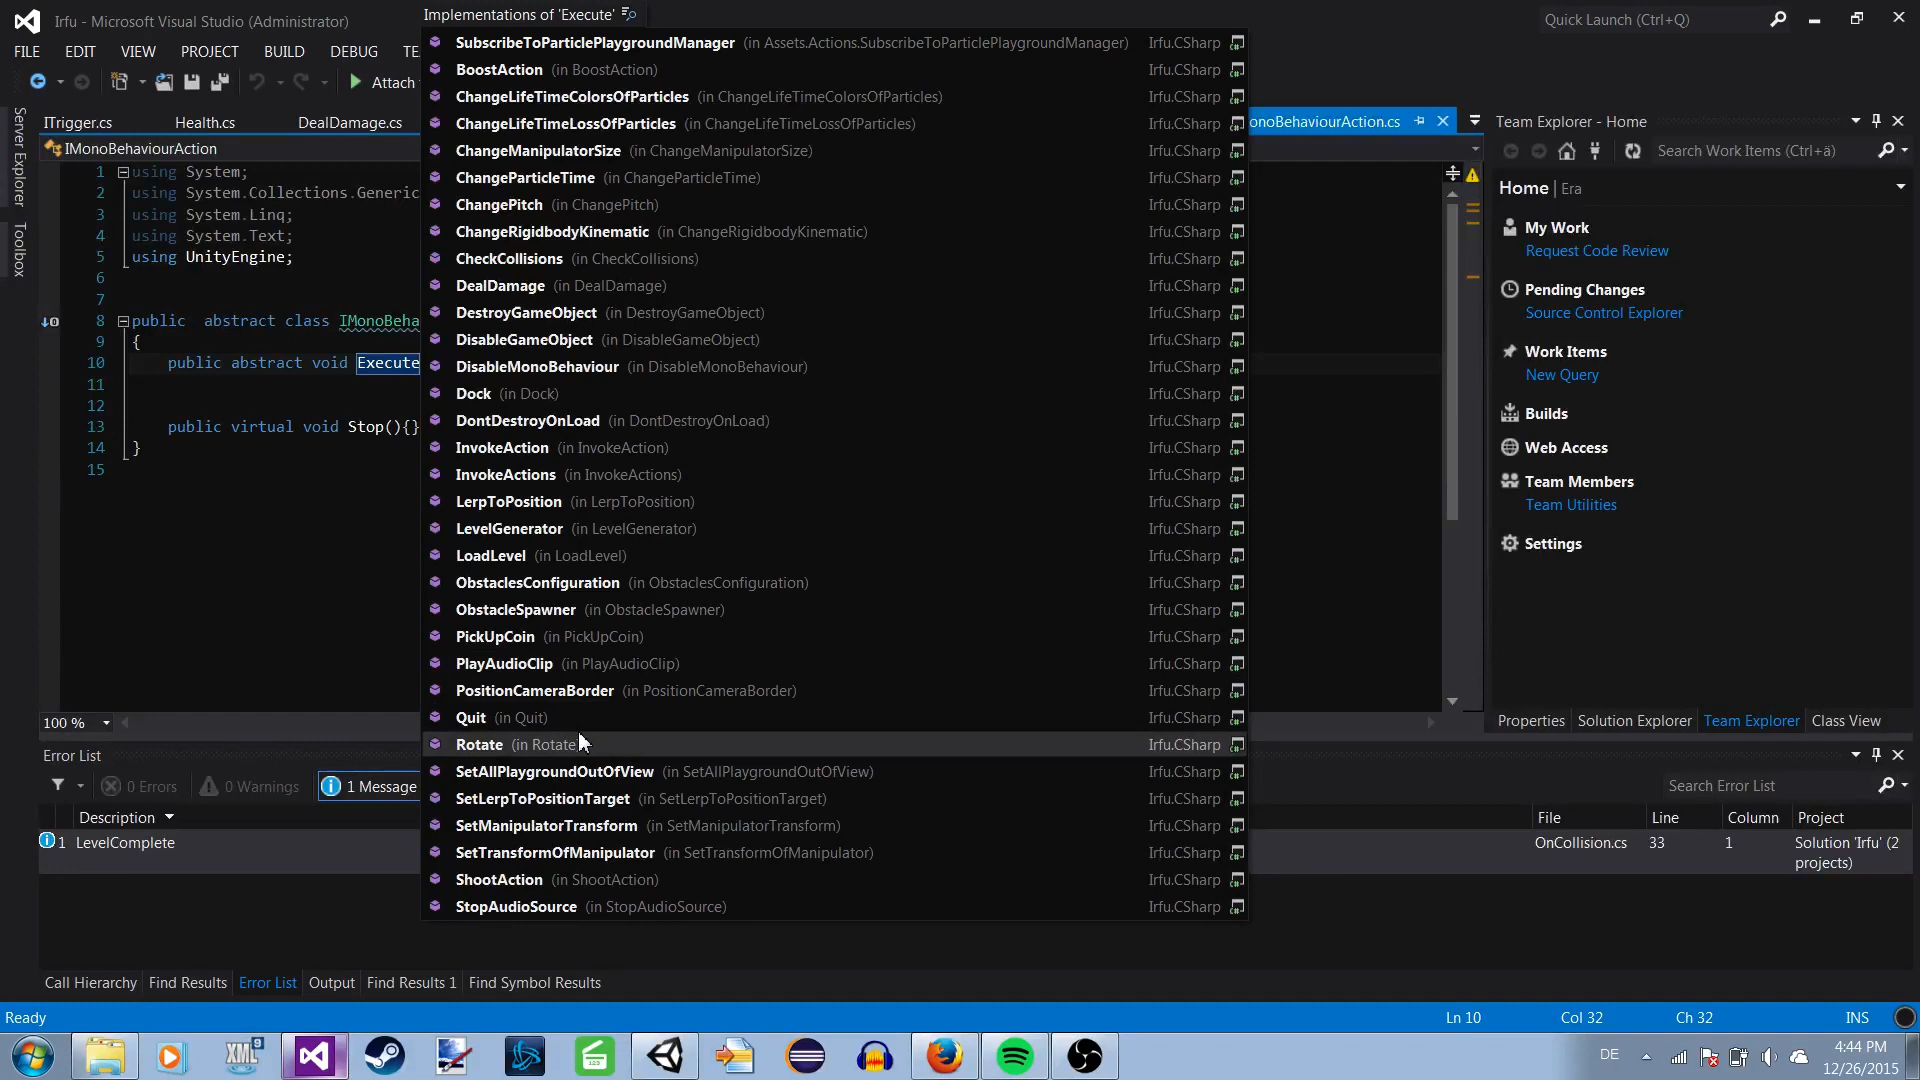 Irfu - Microsoft Visual Studio (Administrator)
Implementations of 'Execute'
Quick Launch (Ctrl+Q)
FILE EDIT VIEW PROJECT BUILD DEBUG TE
Attach
ITrigger.cs Health.cs DealDamage.cs
onoBehaviourAction.cs
IMonoBehaviourAction
Server Explorer
Toolbox
1 using System;
2 using System.Collections.Generic
3 using System.Linq;
4 using System.Text;
5 using UnityEngine;
6
7
8 public abstract class IMonoBeha
9 {
10 public abstract void Execute
11
12
13 public virtual void Stop(){}
14 }
15
SubscribeToParticlePlaygroundManager (in Assets.Actions.SubscribeToParticlePlaygroundManager) Irfu.CSharp
BoostAction (in BoostAction) Irfu.CSharp
ChangeLifeTimeColorsOfParticles (in ChangeLifeTimeColorsOfParticles) Irfu.CSharp
ChangeLifeTimeLossOfParticles (in ChangeLifeTimeLossOfParticles) Irfu.CSharp
ChangeManipulatorSize (in ChangeManipulatorSize) Irfu.CSharp
ChangeParticleTime (in ChangeParticleTime) Irfu.CSharp
ChangePitch (in ChangePitch) Irfu.CSharp
ChangeRigidbodyKinematic (in ChangeRigidbodyKinematic) Irfu.CSharp
CheckCollisions (in CheckCollisions) Irfu.CSharp
DealDamage (in DealDamage) Irfu.CSharp
DestroyGameObject (in DestroyGameObject) Irfu.CSharp
DisableGameObject (in DisableGameObject) Irfu.CSharp
DisableMonoBehaviour (in DisableMonoBehaviour) Irfu.CSharp
Dock (in Dock) Irfu.CSharp
DontDestroyOnLoad (in DontDestroyOnLoad) Irfu.CSharp
InvokeAction (in InvokeAction) Irfu.CSharp
InvokeActions (in InvokeActions) Irfu.CSharp
LerpToPosition (in LerpToPosition) Irfu.CSharp
LevelGenerator (in LevelGenerator) Irfu.CSharp
LoadLevel (in LoadLevel) Irfu.CSharp
ObstaclesConfiguration (in ObstaclesConfiguration) Irfu.CSharp
ObstacleSpawner (in ObstacleSpawner) Irfu.CSharp
PickUpCoin (in PickUpCoin) Irfu.CSharp
PlayAudioClip (in PlayAudioClip) Irfu.CSharp
PositionCameraBorder (in PositionCameraBorder) Irfu.CSharp
Quit (in Quit) Irfu.CSharp
Rotate (in Rotate Irfu.CSharp
SetAllPlaygroundOutOfView (in SetAllPlaygroundOutOfView) Irfu.CSharp
SetLerpToPositionTarget (in SetLerpToPositionTarget) Irfu.CSharp
SetManipulatorTransform (in SetManipulatorTransform) Irfu.CSharp
SetTransformOfManipulator (in SetTransformOfManipulator) Irfu.CSharp
ShootAction (in ShootAction) Irfu.CSharp
StopAudioSource (in StopAudioSource) Irfu.CSharp
Team Explorer - Home
Search Work Items (Ctrl+ä)
Home | Era
My Work
Request Code Review
Pending Changes
Source Control Explorer
Work Items
New Query
Builds
Web Access
Team Members
Team Utilities
Settings
Properties Solution Explorer Team Explorer Class View
100 %
Error List
0 Errors 0 Warnings 1 Message
Search Error List
Description File Line Column Project
1 LevelComplete OnCollision.cs 33 1 Solution 'Irfu' (2
projects)
Call Hierarchy Find Results Error List Output Find Results 1 Find Symbol Results
Ready Ln 10 Col 32 Ch 32 INS
XML 9
123
DE
4:44 PM
12/26/2015